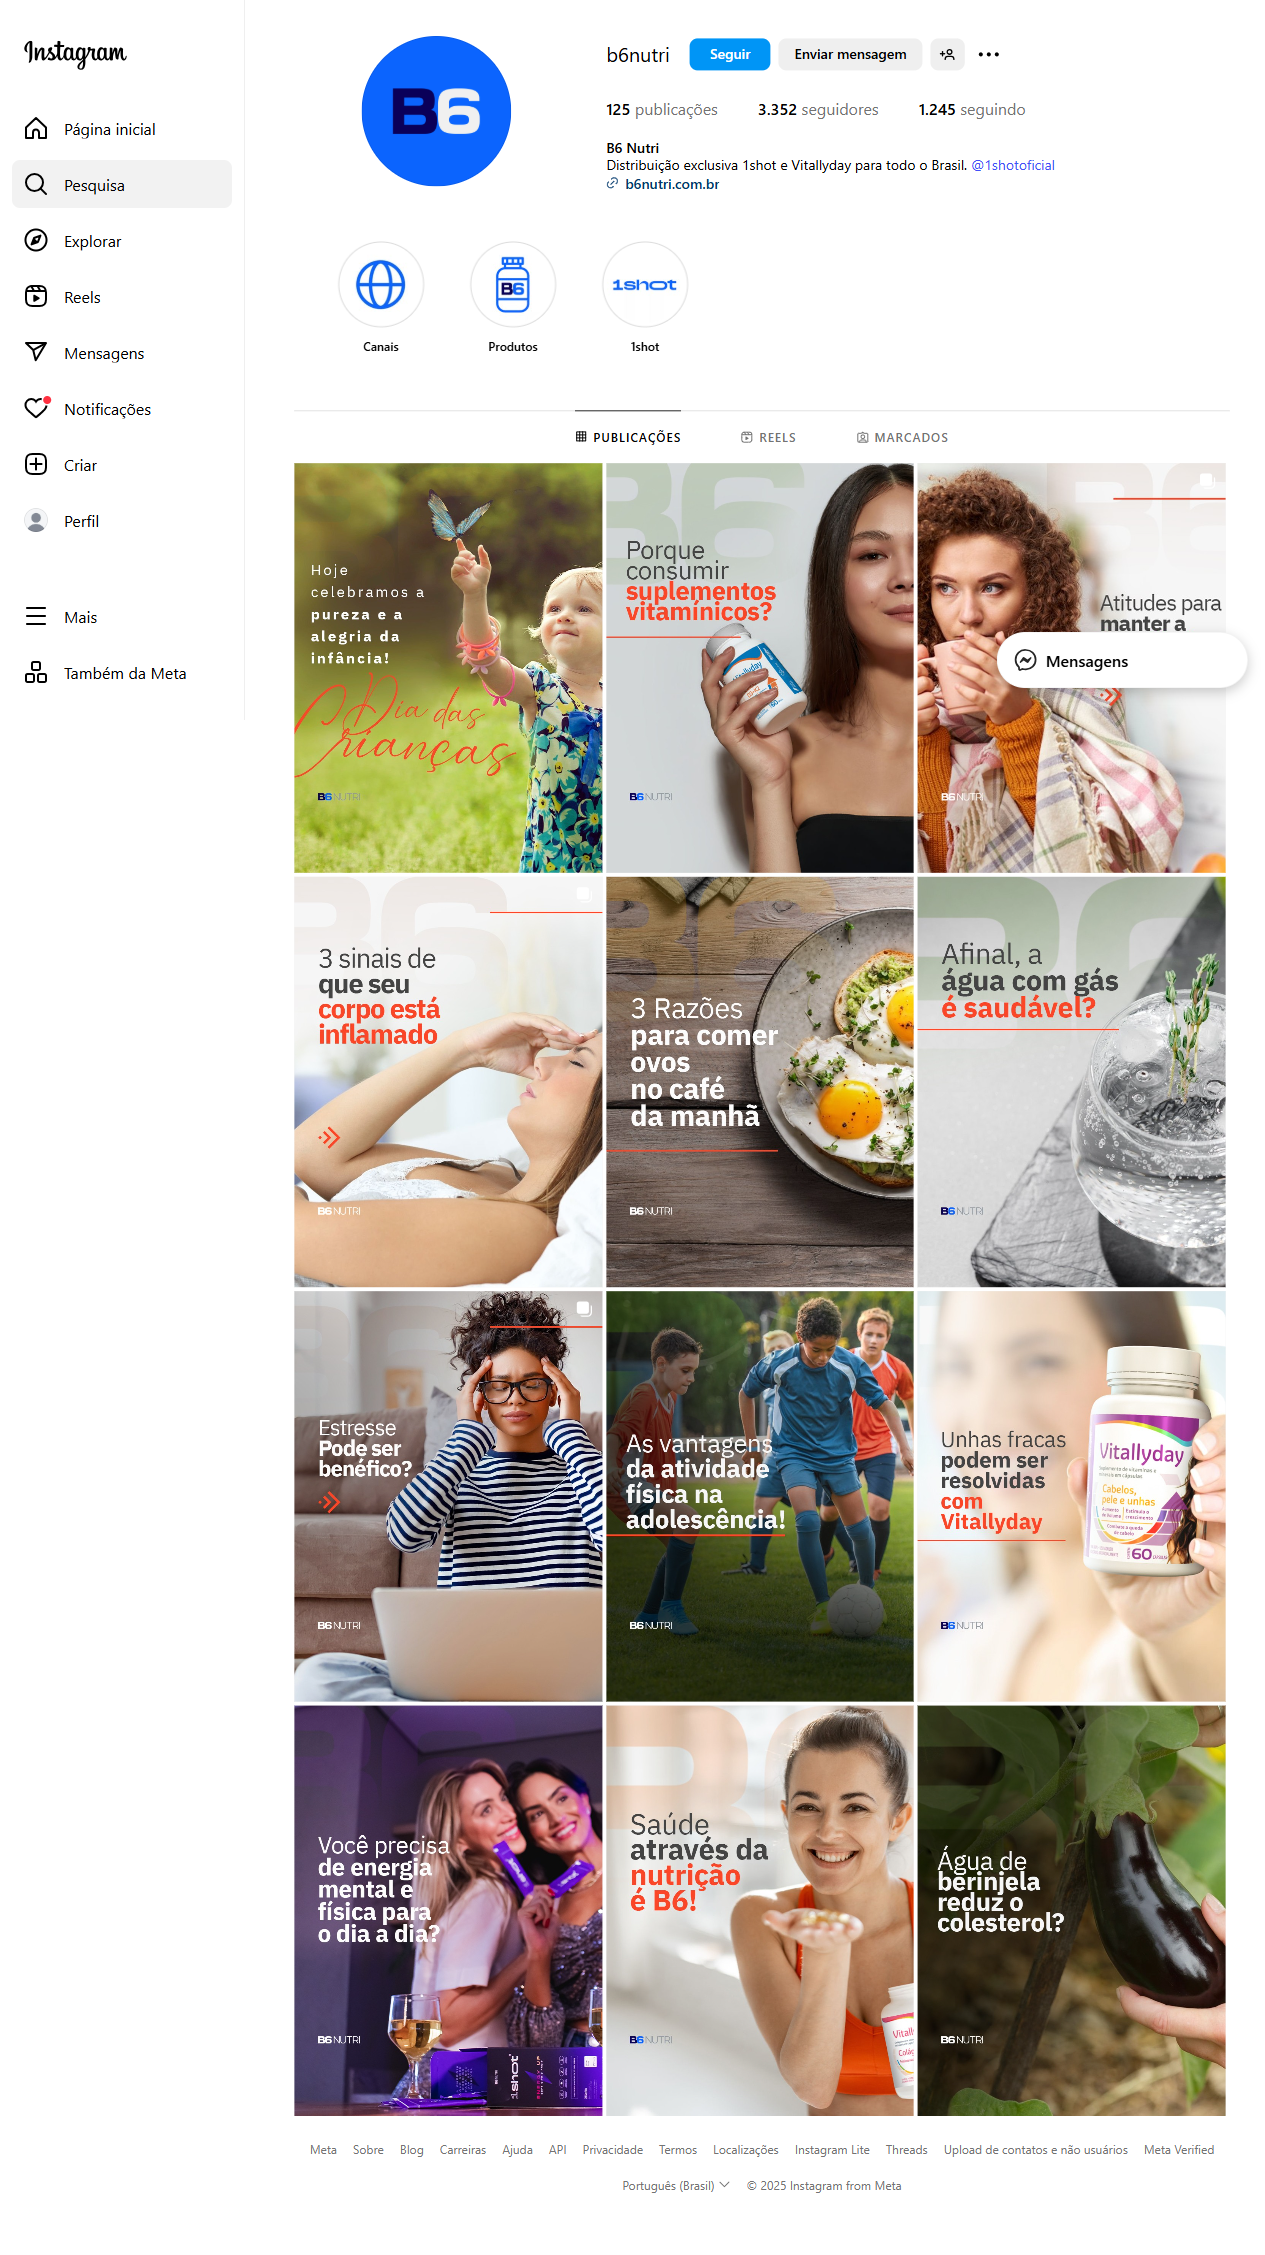 Instagram
Página inicial
Pesquisa
Explorar
Reels
Mensagens
Notificações
Criar
Perfil
Mais
Também da Meta
B6
b6nutri
Seguir
Enviar mensagem
125 publicações
3.352 seguidores
1.245 seguindo
B6 Nutri
Distribuição exclusiva 1shot e Vitallyday para todo o Brasil. @1shotoficial
b6nutri.com.br
B6
1shot
Canais
Produtos
1shot
PUBLICAÇÕES
REELS
MARCADOS
Hoje
celebramos a
pureza e a
alegria da
infância!
Dia das
Crianças
B6 NUTRI
B6
Porque
consumir
suplementos
vitamínicos?
B6 NUTRI
B6
Atitudes para
manter a
B6 NUTRI
Mensagens
B6
3 sinais de
que seu
corpo está
inflamado
B6 NUTRI
3 Razões
para comer
ovos
no café
da manhã
B6 NUTRI
Afinal, a
água com gás
é saudável?
B6 NUTRI
Estresse
Pode ser
benéfico?
B6 NUTRI
As vantagens
da atividade
física na
adolescência!
B6 NUTRI
Unhas fracas
podem ser
resolvidas
com
Vitallyday
B6 NUTRI
Vitallyday
Cabelos,
pele e unhas
60
Você precisa
de energia
mental e
física para
o dia a dia?
B6 NUTRI
1shot
B6
Saúde
através da
nutrição
é B6!
B6 NUTRI
Água de
berinjela
reduz o
colesterol?
B6 NUTRI
Meta
Sobre
Blog
Carreiras
Ajuda
API
Privacidade
Termos
Localizações
Instagram Lite
Threads
Upload de contatos e não usuários
Meta Verified
Português (Brasil)
© 2025 Instagram from Meta